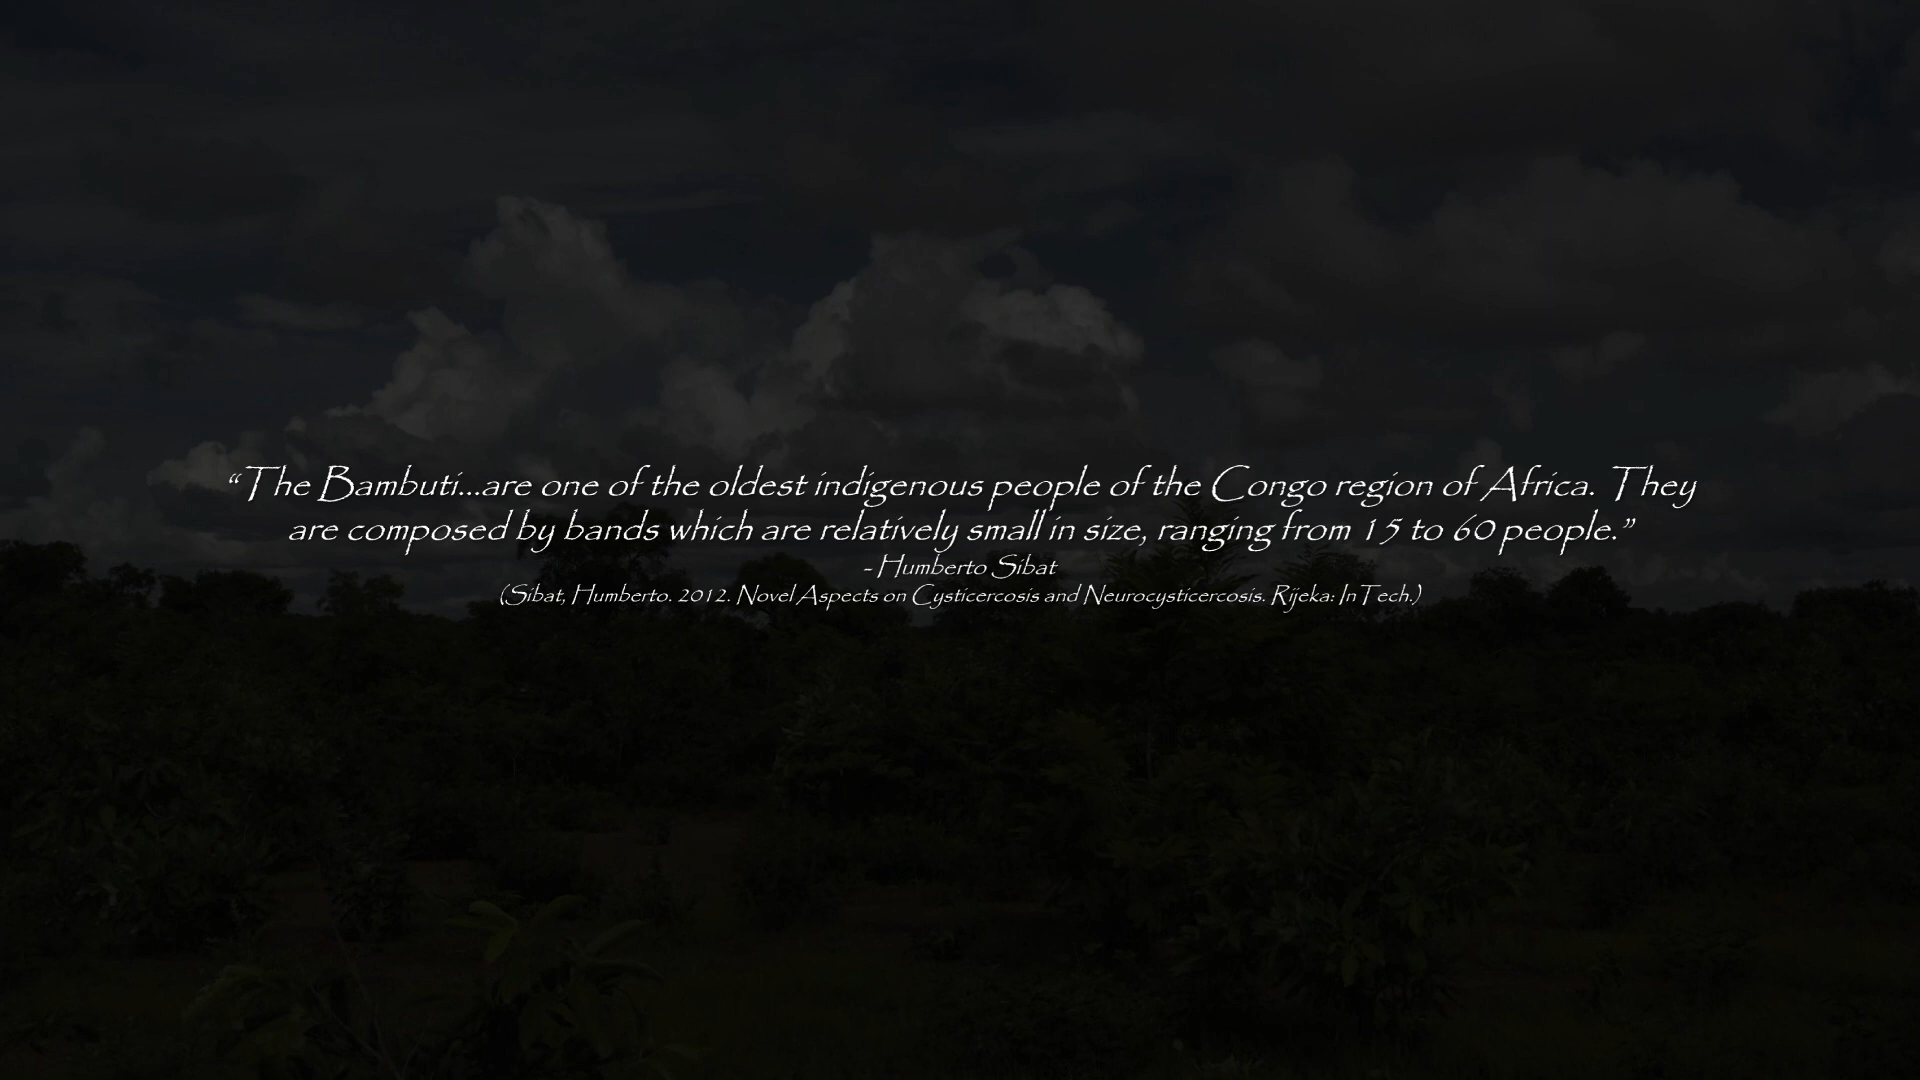 “The Bambuti...are one of the oldest indigenous people of the Congo region of Africa. They
are composed by bands which are relatively small in size, ranging from 15 to 60 people.”
- Humberto Sibat
(Sibat, Humberto. 2012. Novel Aspects on Cysticercosis and Neurocysticercosis. Rijeka: InTech.)